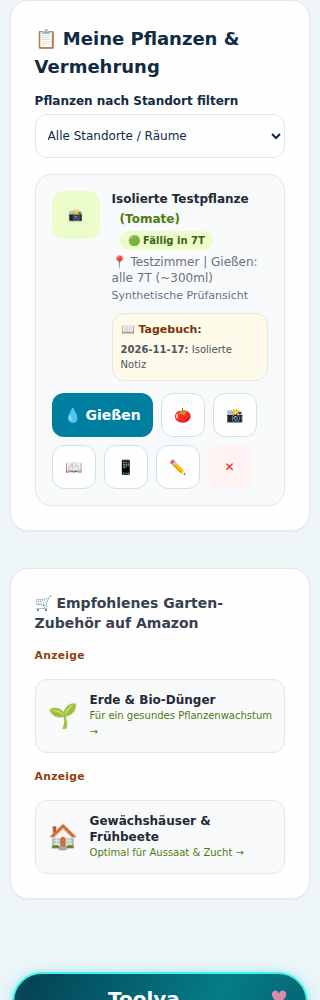 📋 Meine Pflanzen &
Vermehrung
Pflanzen nach Standort filtern
Alle Standorte / Räume
Isolierte Testpflanze
(Tomate)
🟢 Fällig in 7T
📍 Testzimmer | Gießen:
alle 7T (~300ml)
Synthetische Prüfansicht
📖 Tagebuch:
2026-11-17: Isolierte
Notiz
💧 Gießen
🛒 Empfohlenes Garten-
Zubehör auf Amazon
Anzeige
Erde & Bio-Dünger
Für ein gesundes Pflanzenwachstum
→
Anzeige
Gewächshäuser &
Frühbeete
Optimal für Aussaat & Zucht →